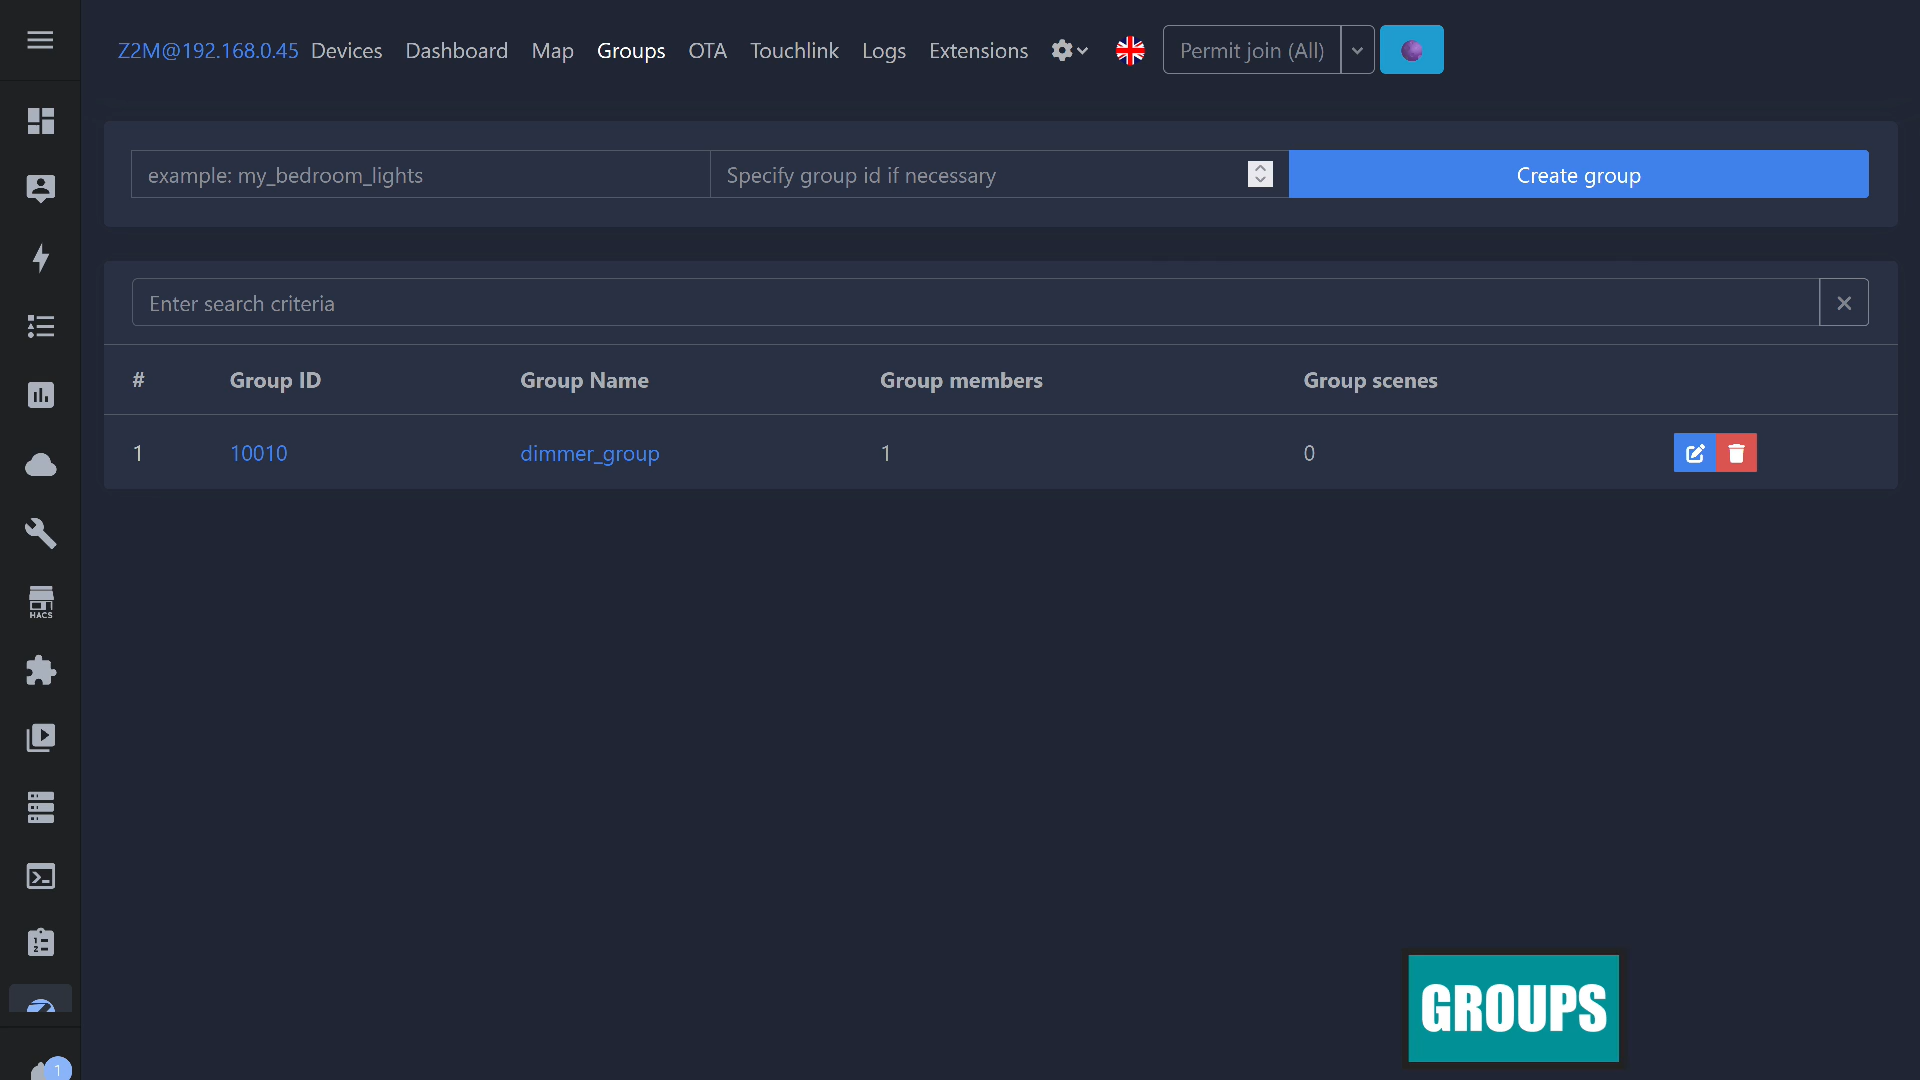 Z2M@192.168.0.45 Devices Dashboard Map Groups OTA Touchlink Logs Extensions Permit join (All)
example: my_bedroom_lights Specify group id if necessary Create group
Enter search criteria
# Group ID Group Name Group members Group scenes
1 10010 dimmer_group 1 0
HACS
GROUPS
1